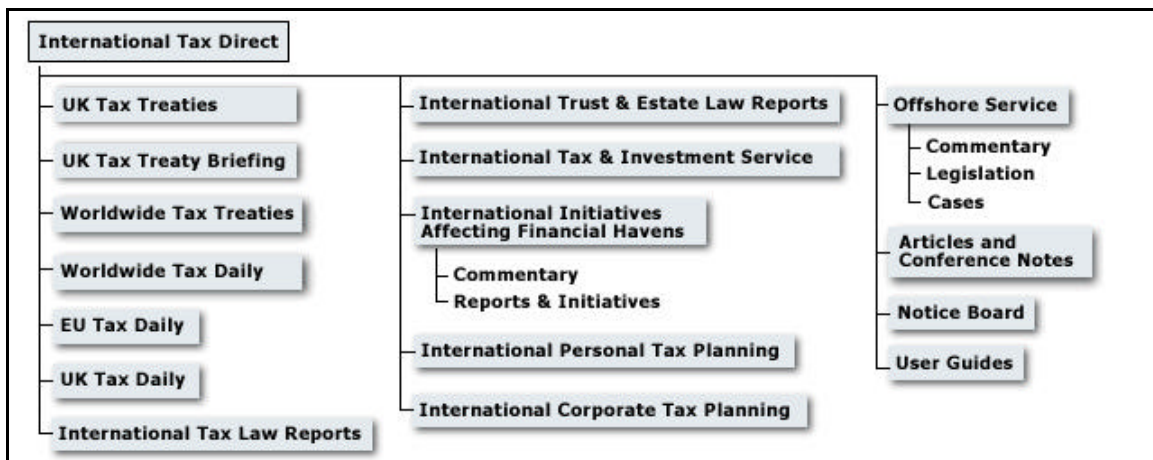 International Tax Direct
UK Tax Treaties
UK Tax Treaty Briefing
Worldwide Tax Treaties
Worldwide Tax Daily
EU Tax Daily
UK Tax Daily
International Tax Law Reports
International Trust & Estate Law Reports
International Tax & Investment Service
International Initiatives
Affecting Financial Havens
Commentary
Reports & Initiatives
International Personal Tax Planning
International Corporate Tax Planning
Offshore Service
Commentary
Legislation
Cases
Articles and
Conference Notes
Notice Board
User Guides